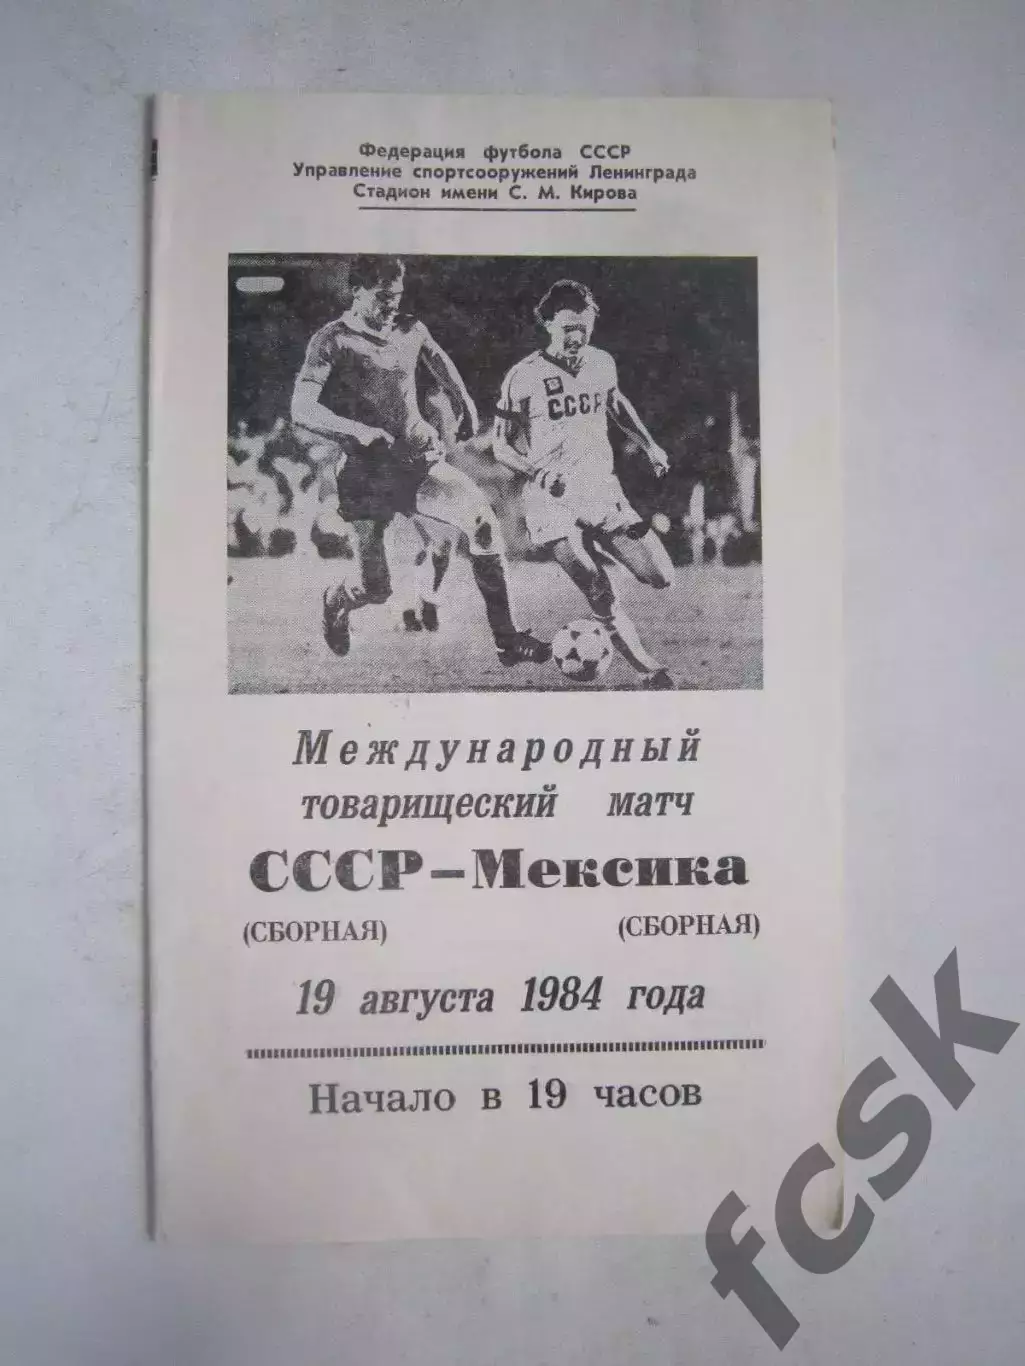 Федерация футбола СССР
Управление спортсооружений Ленинграда
Стадион имени С. М. Кирова
СССР
Международный
товарищеский матч
СССР–Мексика
(СБОРНАЯ) (СБОРНАЯ)
19 августа 1984 года
Начало в 19 часов
fcsk